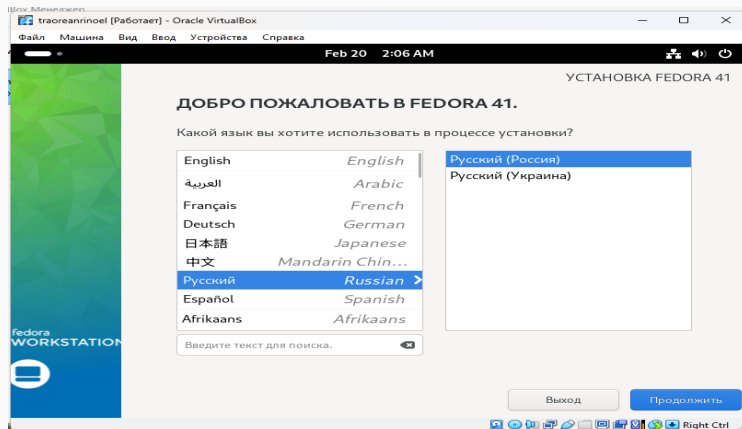 traoreanrinoel [Работает] - Oracle VirtualBox
Файл Машина Вид Ввод Устройства Справка
Feb 20 2:06 AM
УСТАНОВКА FEDORA 41
ДОБРО ПОЖАЛОВАТЬ В FEDORA 41.
Какой язык вы хотите использовать в процессе установки?
English English
العربية Arabic
Français French
Deutsch German
日本語 Japanese
中文 Mandarin Chin...
Русский Russian
Español Spanish
Afrikaans Afrikaans
Русский (Россия)
Русский (Украина)
Введите текст для поиска.
fedora
WORKSTATION
Выход Продолжить
Right Ctrl